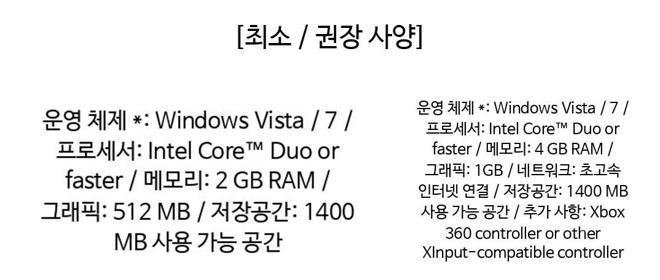 [최소 / 권장 사양]
운영 체제 *: Windows Vista / 7 /
프로세서: Intel Core™ Duo or
faster / 메모리: 2 GB RAM /
그래픽: 512 MB / 저장공간: 1400
MB 사용 가능 공간
운영 체제 *: Windows Vista / 7 /
프로세서: Intel Core™ Duo or
faster / 메모리: 4 GB RAM /
그래픽: 1GB / 네트워크: 초고속
인터넷 연결 / 저장공간: 1400 MB
사용 가능 공간 / 추가 사항: Xbox
360 controller or other
XInput-compatible controller